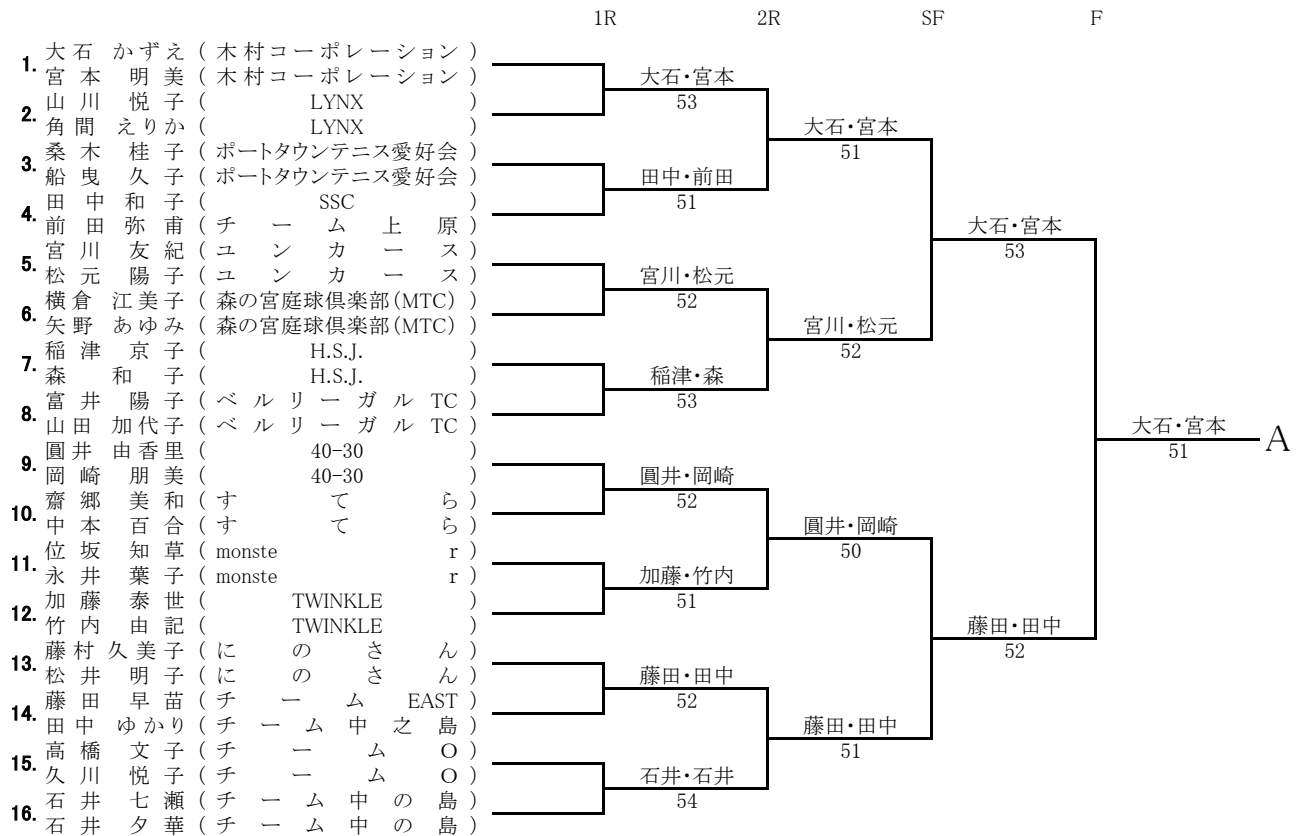 1R 2R SF F
1. 大石 かずえ ( 木村コーポレーション )
宮本 明美 ( 木村コーポレーション )
大石・宮本
53
2. 山川 悦子 ( LYNX )
角間 えりか ( LYNX )
大石・宮本
51
3. 桑木 桂子 ( ポートタウンテニス愛好会 )
船曳 久子 ( ポートタウンテニス愛好会 )
田中・前田
51
4. 田中和子 ( SSC )
前田弥甫 ( チーム上原 )
大石・宮本
53
5. 宮川友紀 ( ユンカース )
松元陽子 ( ユンカース )
宮川・松元
52
6. 横倉 江美子 ( 森の宮庭球倶楽部(MTC) )
矢野 あゆみ ( 森の宮庭球倶楽部(MTC) )
宮川・松元
52
7. 稲津 京子 ( H.S.J. )
森 和子 ( H.S.J. )
稲津・森
53
8. 富井 陽子 ( ベルリーガル TC )
山田 加代子 ( ベルリーガル TC )
大石・宮本 A
51
9. 圓井 由香里 ( 40-30 )
岡崎 朋美 ( 40-30 )
圓井・岡崎
52
10. 齋郷 美和 ( すてら )
中本 百合 ( すてら )
圓井・岡崎
50
11. 位坂 知草 ( monste r )
永井 葉子 ( monste r )
加藤・竹内
51
12. 加藤 泰世 ( TWINKLE )
竹内 由記 ( TWINKLE )
藤田・田中
52
13. 藤村久美子 ( にのさん )
松井 明子 ( にのさん )
藤田・田中
52
14. 藤田 早苗 ( チーム EAST )
田中 ゆかり ( チーム中之島 )
藤田・田中
51
15. 高橋 文子 ( チーム O )
久川 悦子 ( チーム O )
石井・石井
54
16. 石井 七瀬 ( チーム中の島 )
石井 夕華 ( チーム中の島 )